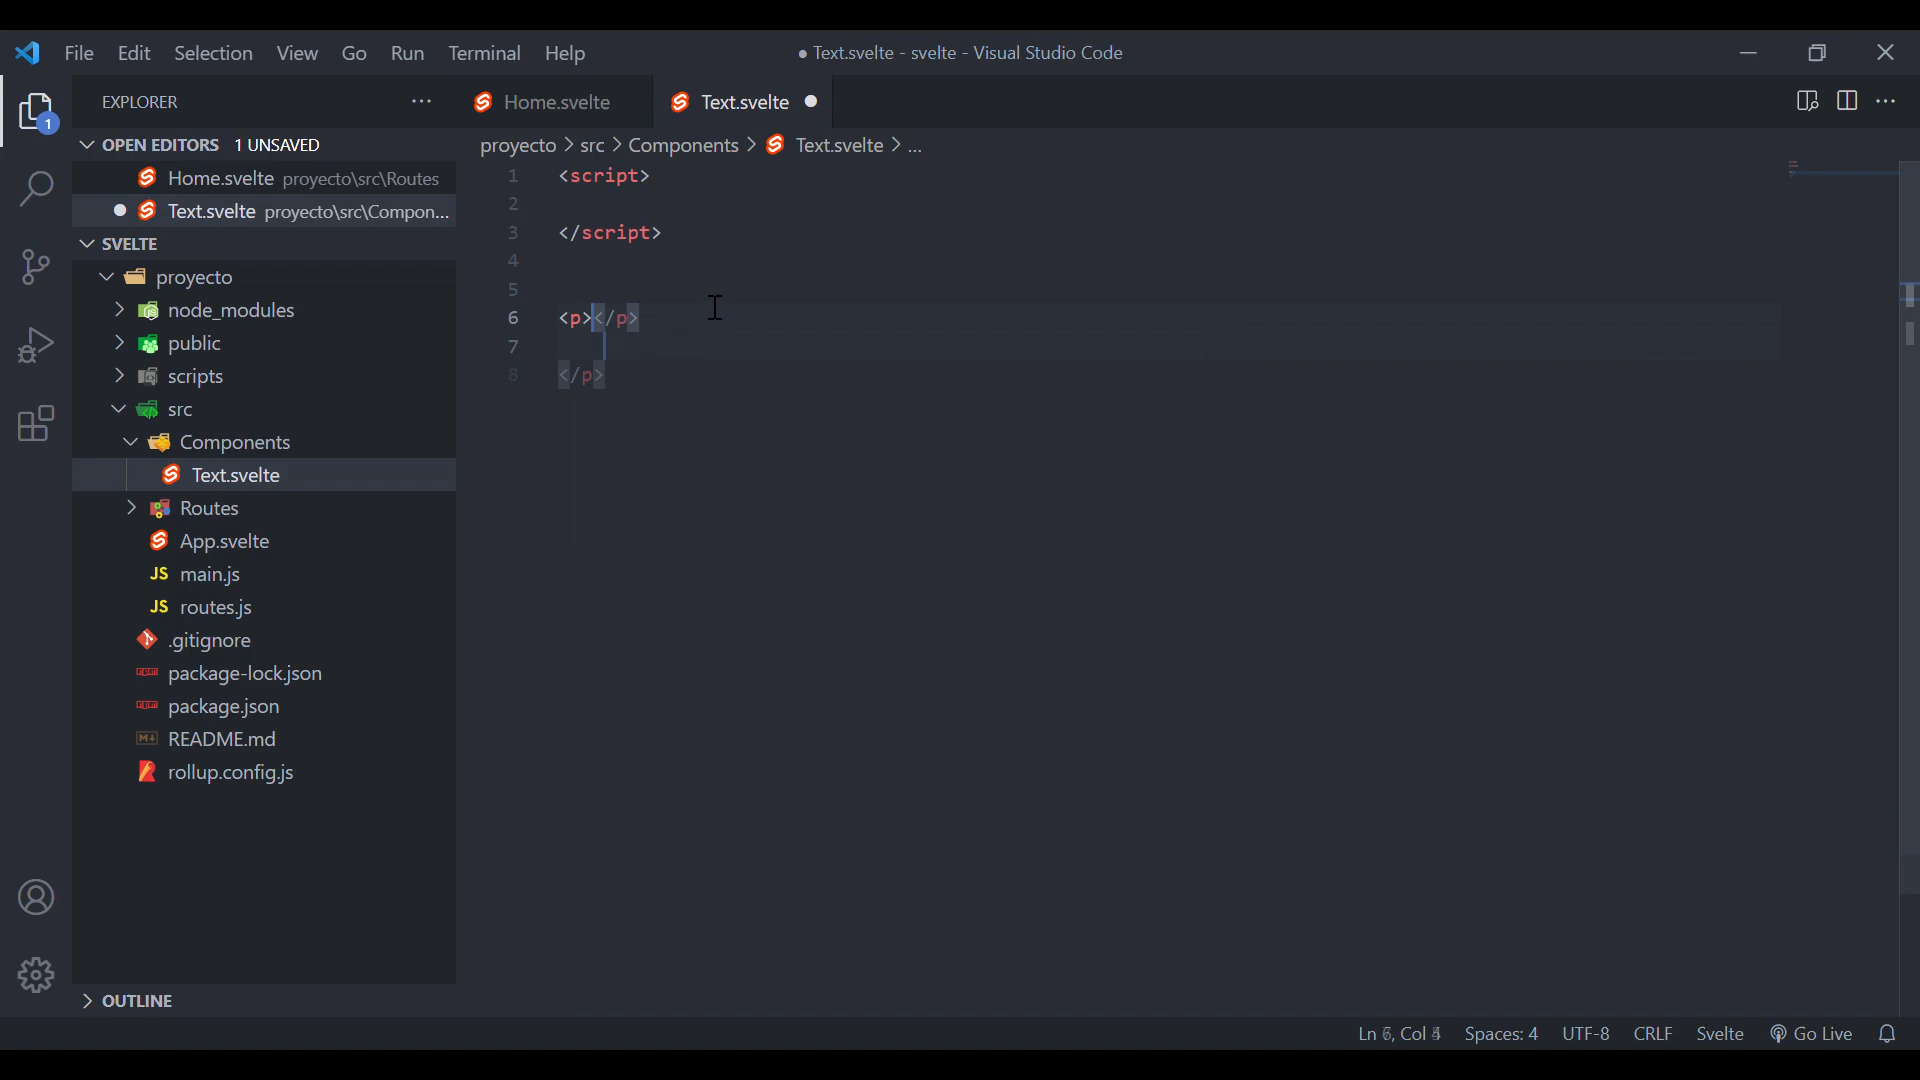 File Edit Selection View Go Run Terminal Help
● Text.svelte - svelte - Visual Studio Code
EXPLORER
Home.svelte
Text.svelte
1
OPEN EDITORS 1 UNSAVED
Home.svelte proyecto\src\Routes
Text.svelte proyecto\src\Compon...
SVELTE
proyecto
node_modules
public
scripts
src
Components
Text.svelte
Routes
App.svelte
JS main.js
JS routes.js
.gitignore
package-lock.json
package.json
README.md
rollup.config.js
OUTLINE
proyecto > src > Components > Text.svelte > ...
1 <script>
2
3 </script>
4
5
6 <p></p>
7
8 </p>
Spaces: 4 UTF-8 CRLF Svelte Go Live